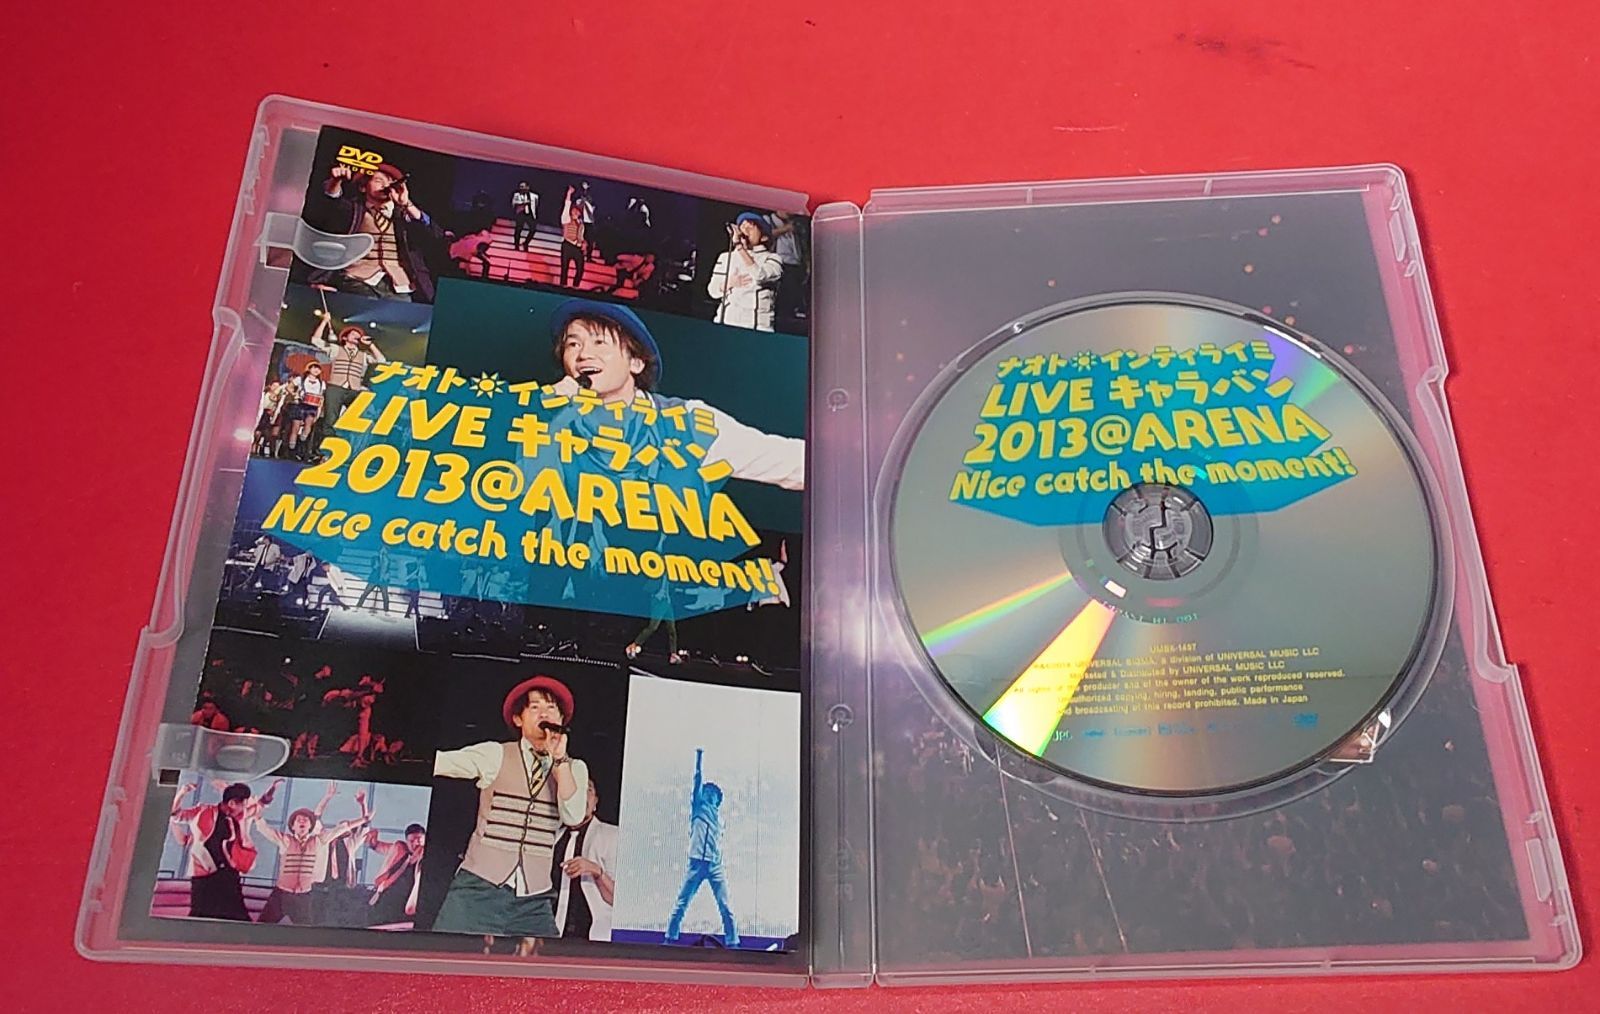 DVD
VIDEO
ナオト☀インティライミ
LIVE キャラバン
2013@ARENA
Nice catch the moment!
ナオト☀インティライミ
LIVE キャラバン
2013@ARENA
Nice catch the moment!
UMBK-1497
UNIVERSAL SIGMA, a division of UNIVERSAL MUSIC LLC
Marketed & Distributed by UNIVERSAL MUSIC LLC
All rights of the producer and of the owner of the work reproduced reserved.
Unauthorized copying, hiring, lending, public performance
and broadcasting of this record prohibited. Made in Japan